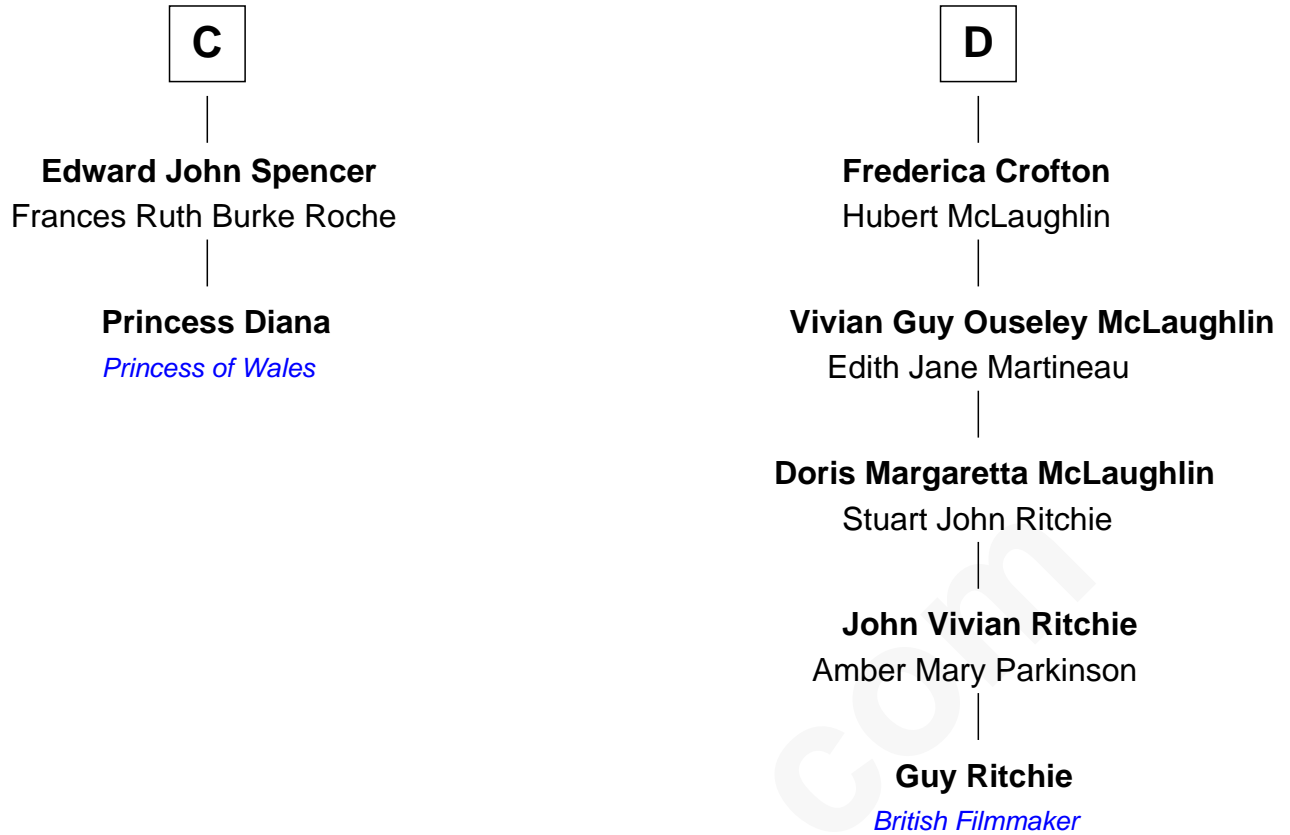 C
Edward John Spencer
Frances Ruth Burke Roche
Princess Diana
Princess of Wales
D
Frederica Crofton
Hubert McLaughlin
Vivian Guy Ouseley McLaughlin
Edith Jane Martineau
Doris Margaretta McLaughlin
Stuart John Ritchie
John Vivian Ritchie
Amber Mary Parkinson
Guy Ritchie
British Filmmaker
com